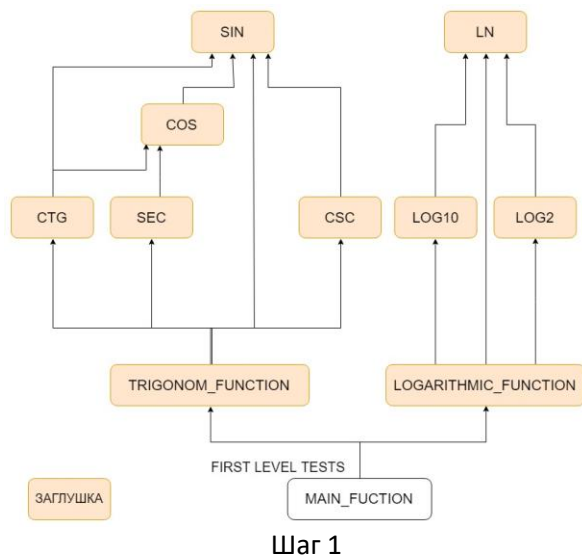 SIN
LN
COS
CTG
SEC
CSC
LOG10
LOG2
TRIGONOM_FUNCTION
LOGARITHMIC_FUNCTION
FIRST LEVEL TESTS
ЗАГЛУШКА
MAIN_FUCTION
Шаг 1